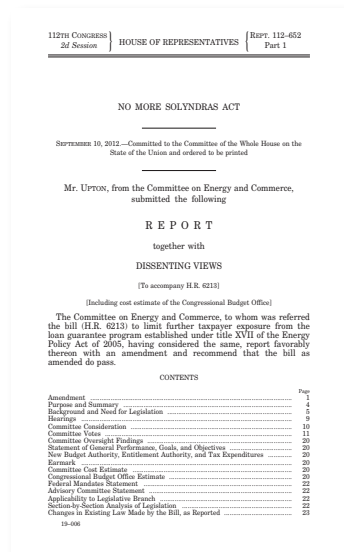 112TH CONGRESS
2d Session
HOUSE OF REPRESENTATIVES
REPT. 112–652
Part 1
NO MORE SOLYNDRAS ACT
SEPTEMBER 10, 2012.—Committed to the Committee of the Whole House on the
State of the Union and ordered to be printed
Mr. UPTON, from the Committee on Energy and Commerce,
submitted the following
R E P O R T
together with
DISSENTING VIEWS
[To accompany H.R. 6213]
[Including cost estimate of the Congressional Budget Office]
The Committee on Energy and Commerce, to whom was referred
the bill (H.R. 6213) to limit further taxpayer exposure from the
loan guarantee program established under title XVII of the Energy
Policy Act of 2005, having considered the same, report favorably
thereon with an amendment and recommend that the bill as
amended do pass.
CONTENTS
Page
Amendment ........ 1
Purpose and Summary ........ 4
Background and Need for Legislation ........ 5
Hearings ........ 9
Committee Consideration ........ 10
Committee Votes ........ 11
Committee Oversight Findings ........ 20
Statement of General Performance, Goals, and Objectives ........ 20
New Budget Authority, Entitlement Authority, and Tax Expenditures ........ 20
Earmark ........ 20
Committee Cost Estimate ........ 20
Congressional Budget Office Estimate ........ 20
Federal Mandates Statement ........ 22
Advisory Committee Statement ........ 22
Applicability to Legislative Branch ........ 22
Section-by-Section Analysis of Legislation ........ 22
Changes in Existing Law Made by the Bill, as Reported ........ 23
19–006